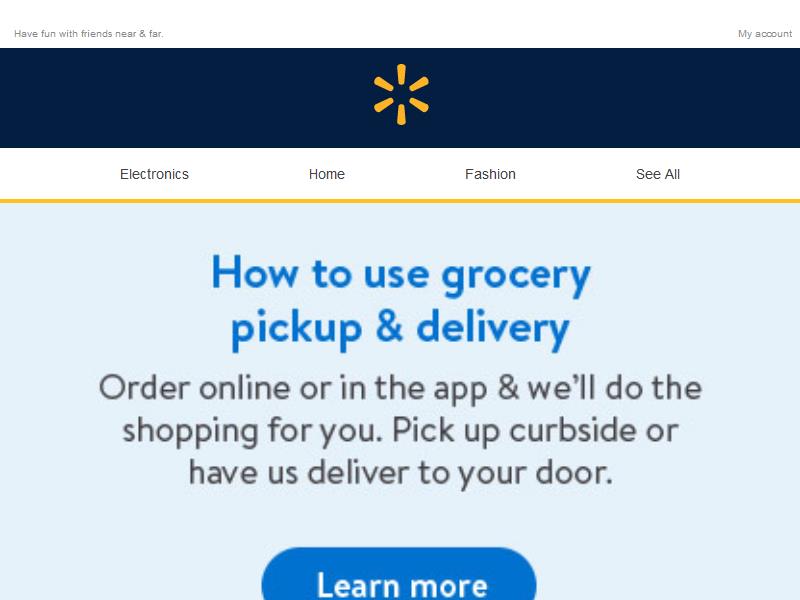 Have fun with friends near & far.
My account
Electronics
Home
Fashion
See All
How to use grocery
pickup & delivery
Order online or in the app & we’ll do the
shopping for you. Pick up curbside or
have us deliver to your door.
Learn more